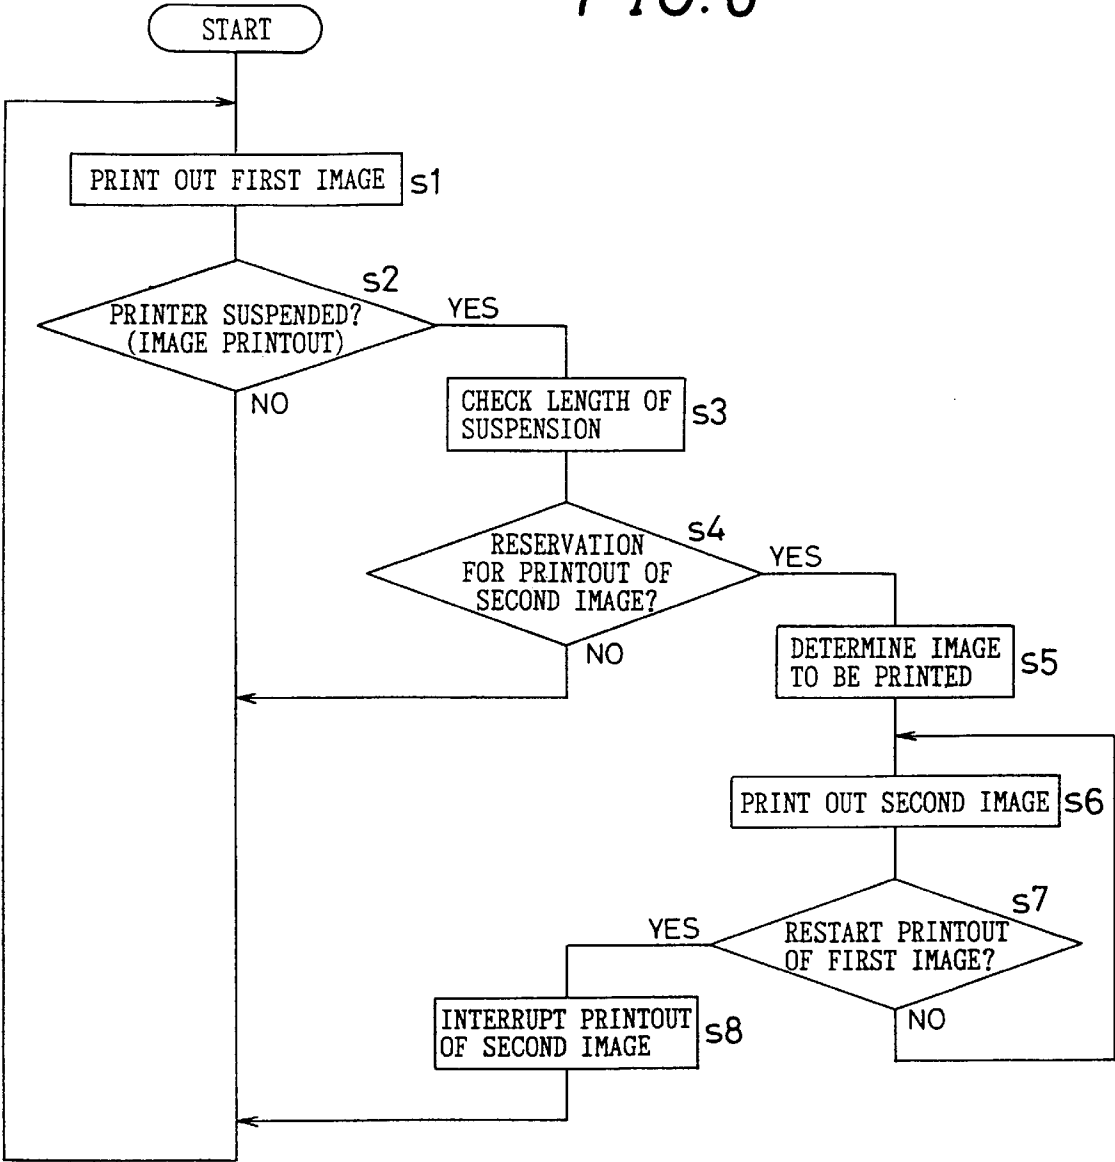 START
PRINT OUT FIRST IMAGE
s1
s2
PRINTER SUSPENDED?
(IMAGE PRINTOUT)
YES
NO
CHECK LENGTH OF
SUSPENSION
s3
s4
RESERVATION
FOR PRINTOUT OF
SECOND IMAGE?
YES
NO
DETERMINE IMAGE
TO BE PRINTED
s5
PRINT OUT SECOND IMAGE
s6
s7
RESTART PRINTOUT
OF FIRST IMAGE?
YES
NO
INTERRUPT PRINTOUT
OF SECOND IMAGE
s8